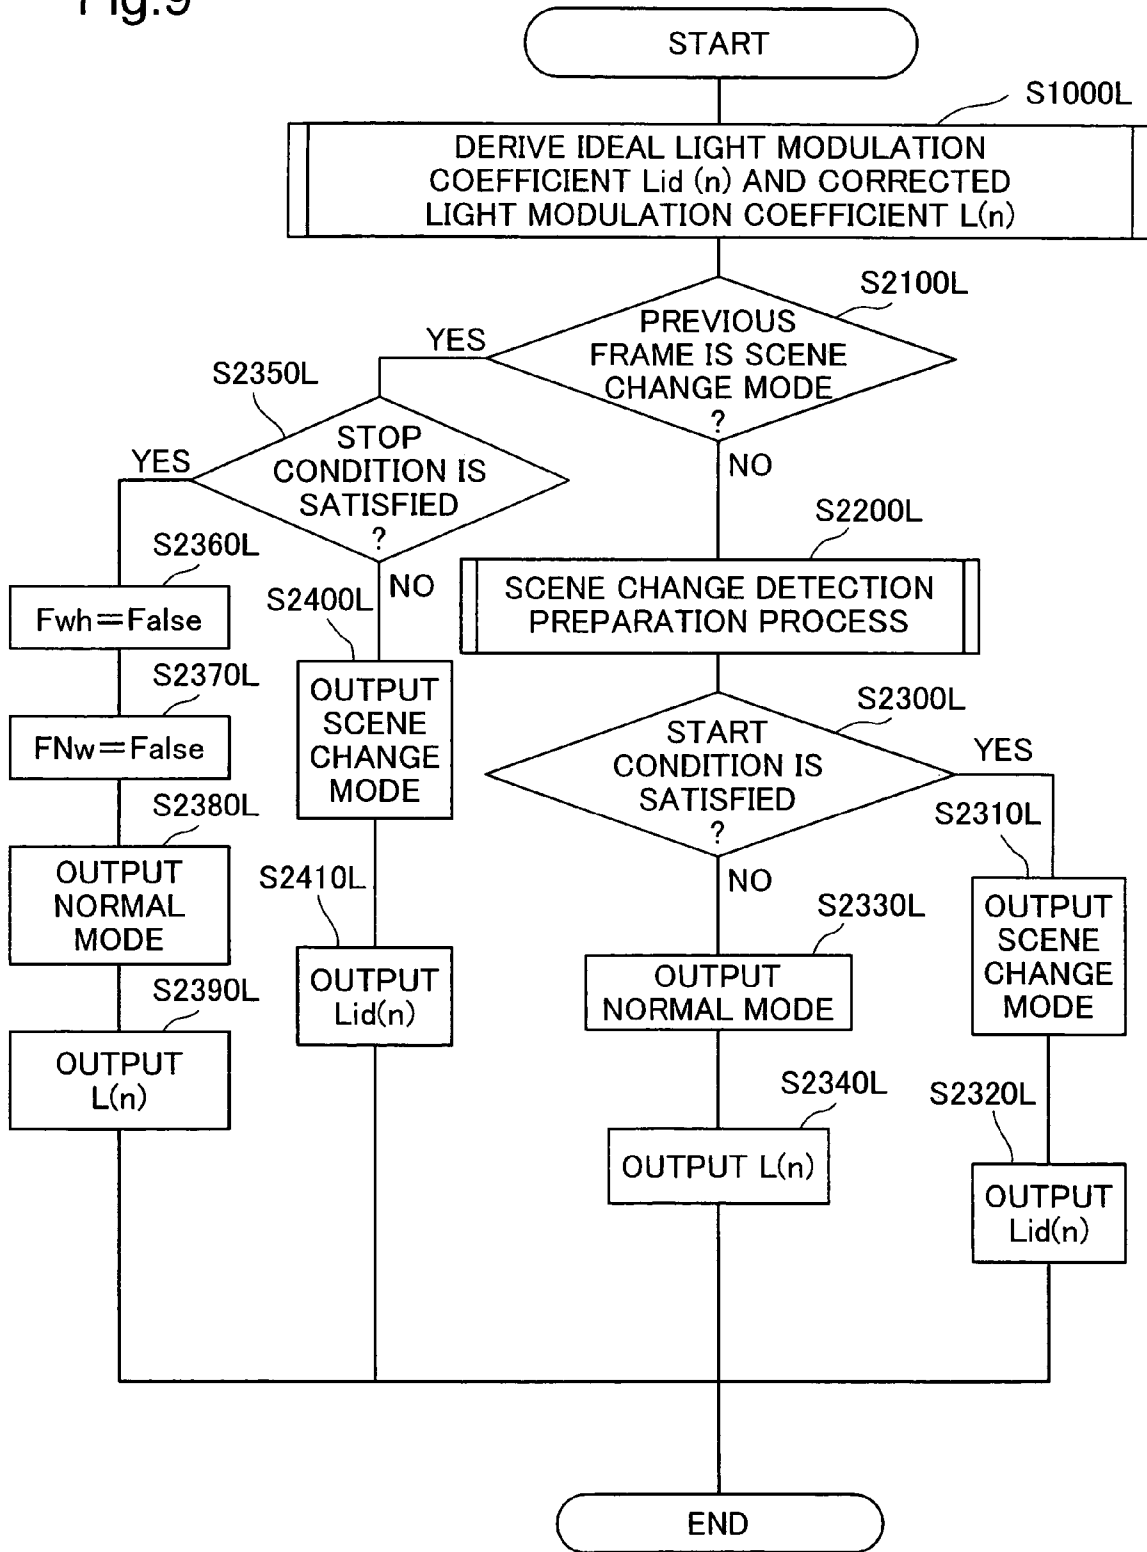 Fig.9
START
S1000L
DERIVE IDEAL LIGHT MODULATION
COEFFICIENT Lid (n) AND CORRECTED
LIGHT MODULATION COEFFICIENT L(n)
S2100L
PREVIOUS
FRAME IS SCENE
CHANGE MODE
?
YES
NO
S2350L
STOP
CONDITION IS
SATISFIED
?
YES
NO
S2360L
Fwh=False
S2370L
FNw=False
S2380L
OUTPUT
NORMAL
MODE
S2390L
OUTPUT
L(n)
S2400L
OUTPUT
SCENE
CHANGE
MODE
S2410L
OUTPUT
Lid(n)
S2200L
SCENE CHANGE DETECTION
PREPARATION PROCESS
S2300L
START
CONDITION IS
SATISFIED
?
YES
NO
S2330L
OUTPUT
NORMAL MODE
S2340L
OUTPUT L(n)
S2310L
OUTPUT
SCENE
CHANGE
MODE
S2320L
OUTPUT
Lid(n)
END